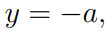 y = −a,